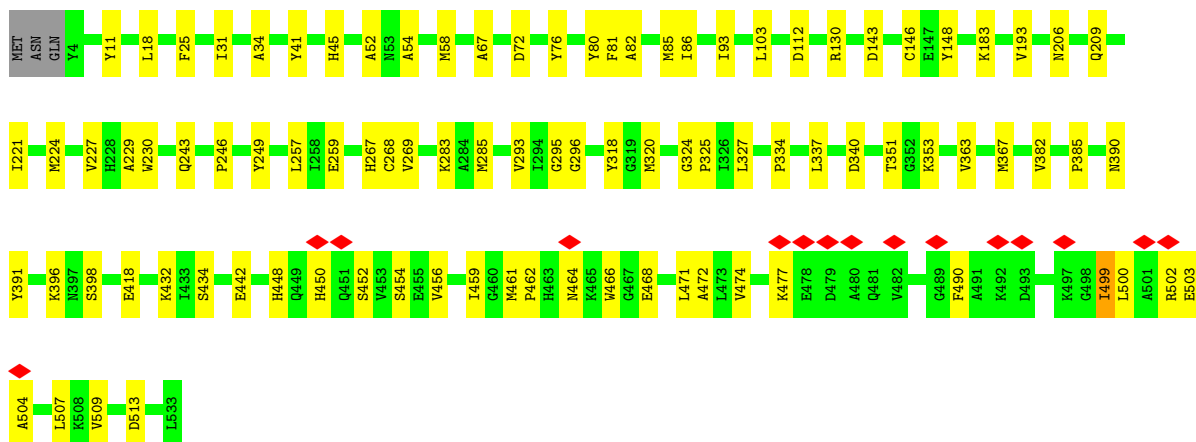 MET ASN GLN Y4 Y11 L18 F25 I31 A34 Y41 H45 A52 N53 A54 M58 A67 D72 Y76 Y80 F81 A82 M85 I86 I93 L103 D112 R130 D143 C146 E147 Y148 K183 V193 N206 Q209
I221 M224 V227 H228 A229 W230 Q243 P246 Y249 L257 I258 E259 H267 C268 V269 K283 A284 M285 V293 I294 G295 G296 Y318 G319 M320 G324 P325 I326 L327 P334 L337 D340 T351 G352 K353 V363 M367 V382 P385 N390
Y391 K396 N397 S398 E418 K432 I433 S434 E442 H448 Q449 H450 Q451 S452 V453 S454 E455 V456 I459 G460 M461 P462 H463 N464 K465 W466 G467 E468 L471 A472 L473 V474 K477 E478 D479 A480 Q481 V482 G489 F490 A491 K492 D493 K497 G498 I499 L500 A501 R502 E503
A504 L507 K508 V509 D513 L533